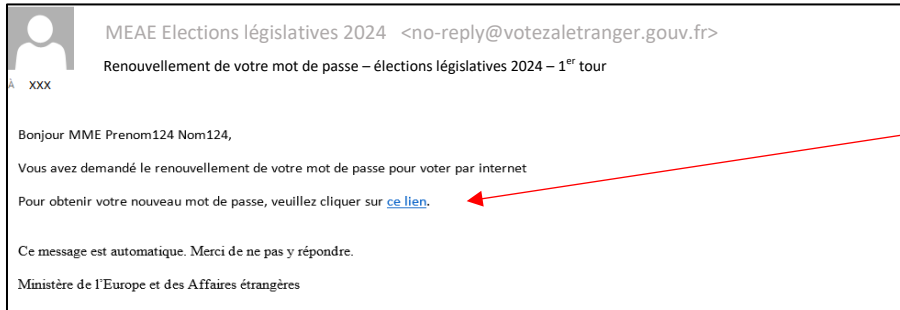 MEAE Elections législatives 2024 <no-reply@votezaletranger.gouv.fr>
Renouvellement de votre mot de passe – élections législatives 2024 – 1er tour
À xxx
Bonjour MME Prenom124 Nom124,
Vous avez demandé le renouvellement de votre mot de passe pour voter par internet
Pour obtenir votre nouveau mot de passe, veuillez cliquer sur ce lien.
Ce message est automatique. Merci de ne pas y répondre.
Ministère de l’Europe et des Affaires étrangères